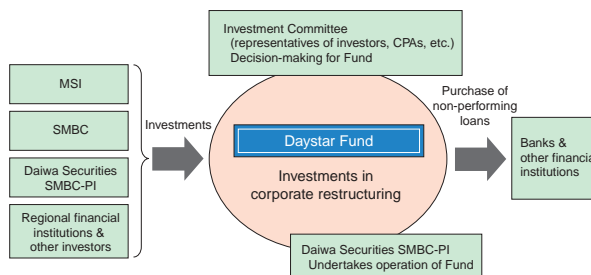 Investment Committee
(representatives of investors, CPAs, etc.)
Decision-making for Fund
MSI
SMBC
Daiwa Securities
SMBC-PI
Regional financial
institutions &
other investors
Investments
Daystar Fund
Investments in
corporate restructuring
Purchase of
non-performing
loans
Banks &
other financial
institutions
Daiwa Securities SMBC-PI
Undertakes operation of Fund